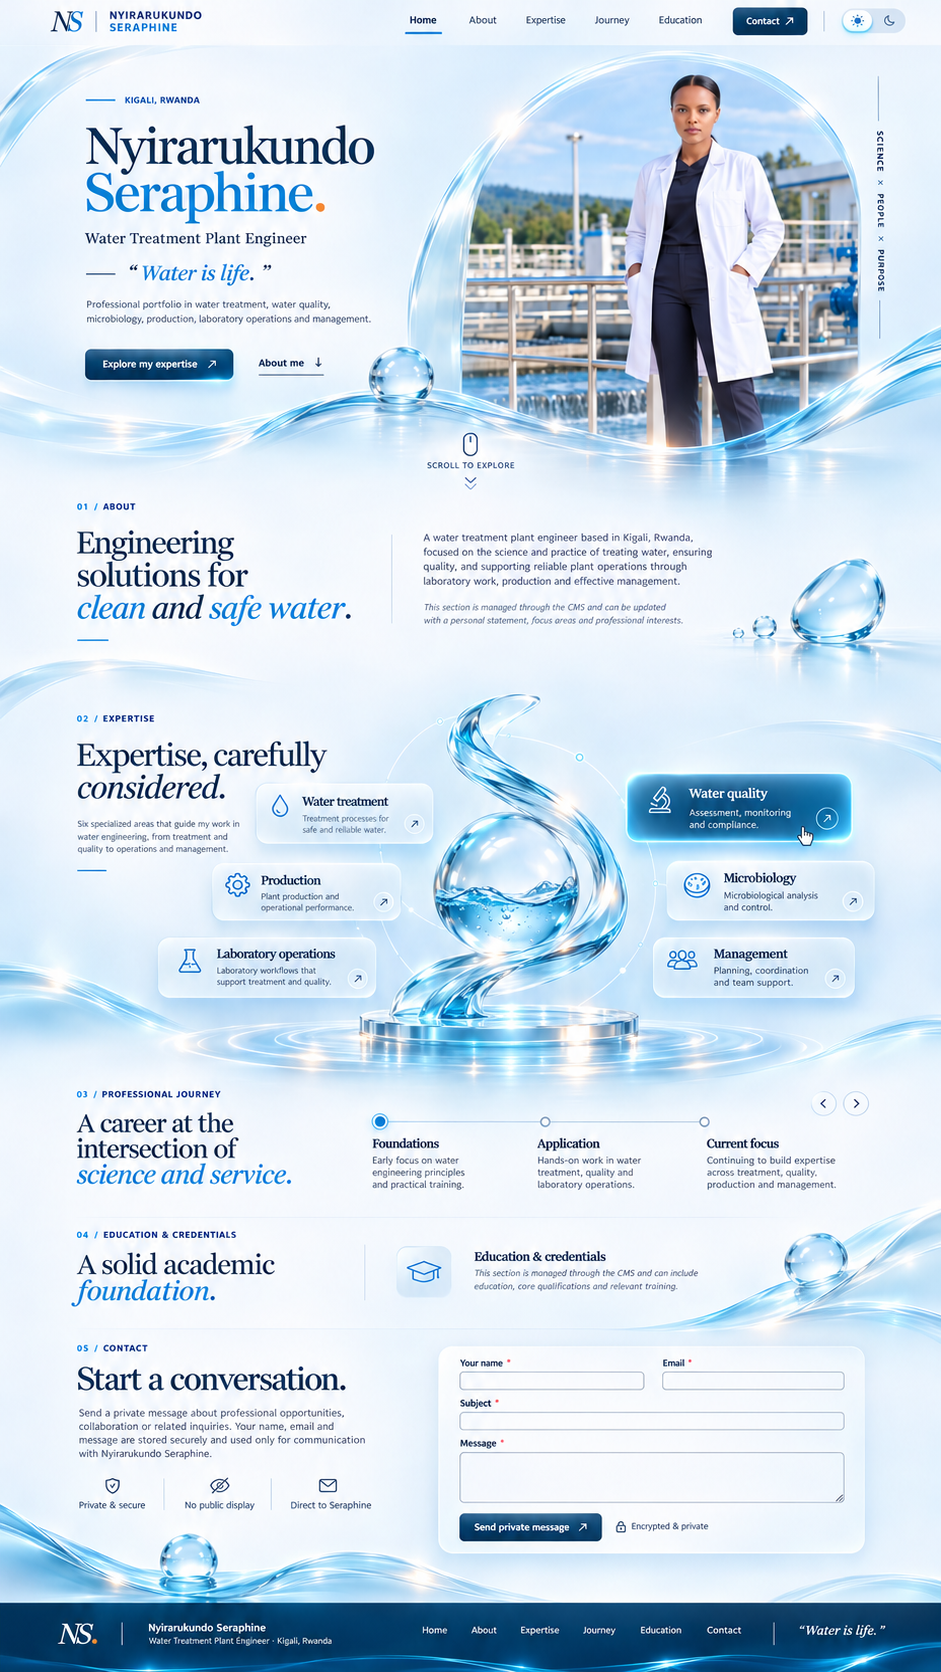 NS
NYIRARUKUNDO
SERAPHINE
Home
About
Expertise
Journey
Education
Contact
KIGALI, RWANDA
Nyirarukundo
Seraphine.
Water Treatment Plant Engineer
“ Water is life. ”
Professional portfolio in water treatment, water quality,
microbiology, production, laboratory operations and management.
Explore my expertise
About me
SCIENCE × PEOPLE × PURPOSE
SCROLL TO EXPLORE
01 / ABOUT
Engineering
solutions for
clean and safe water.
A water treatment plant engineer based in Kigali, Rwanda,
focused on the science and practice of treating water, ensuring
quality, and supporting reliable plant operations through
laboratory work, production and effective management.
This section is managed through the CMS and can be updated
with a personal statement, focus areas and professional interests.
02 / EXPERTISE
Expertise, carefully
considered.
Six specialized areas that guide my work in
water engineering, from treatment and
quality to operations and management.
Water treatment
Treatment processes for
safe and reliable water.
Production
Plant production and
operational performance.
Laboratory operations
Laboratory workflows that
support treatment and quality.
Water quality
Assessment, monitoring
and compliance.
Microbiology
Microbiological analysis
and control.
Management
Planning, coordination
and team support.
03 / PROFESSIONAL JOURNEY
A career at the
intersection of
science and service.
Foundations
Early focus on water
engineering principles
and practical training.
Application
Hands-on work in water
treatment, quality and
laboratory operations.
Current focus
Continuing to build expertise
across treatment, quality,
production and management.
04 / EDUCATION & CREDENTIALS
A solid academic
foundation.
Education & credentials
This section is managed through the CMS and can include
education, core qualifications and relevant training.
05 / CONTACT
Start a conversation.
Send a private message about professional opportunities,
collaboration or related inquiries. Your name, email and
message are stored securely and used only for communication
with Nyirarukundo Seraphine.
Private & secure
No public display
Direct to Seraphine
Your name *
Email *
Subject *
Message *
Send private message
Encrypted & private
NS.
Nyirarukundo Seraphine
Water Treatment Plant Engineer · Kigali, Rwanda
Home
About
Expertise
Journey
Education
Contact
“Water is life.”